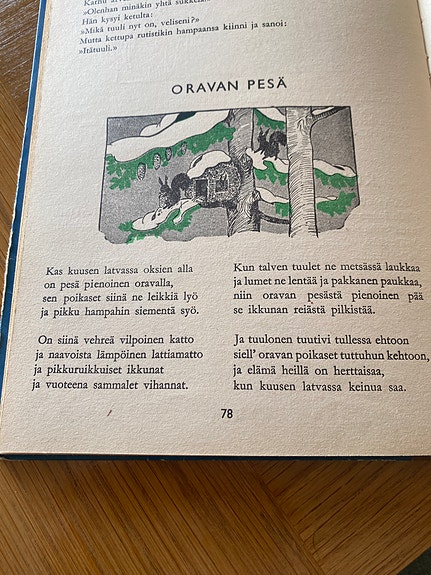 »Olenhan minäkin yhtä
Hän kysyi ketulta:
»Mikä tuuli nyt on, veliseni?»
Mutta kettupa rutistikin hampaansa kiinni ja sanoi:
»Itätuuli.»
ORAVAN PESÄ
Kas kuusen latvassa oksien alla
on pesä pienoinen oravalla,
sen poikaset siinä ne leikkiä lyö
ja pikku hampahin siementä syö.
On siinä vehreä vilpoinen katto
ja naavoista lämpöinen lattiamatto
ja pikkuruikkuiset ikkunat
ja vuoteena sammalet vihannat.
Kun talven tuulet ne metsässä laukkaa
ja lumet ne lentää ja pakkanen paukkaa,
niin oravan pesästä pienoinen pää
se ikkunan reiästä pilkistää.
Ja tuulonen tuutivi tullessa ehtoon
siell' oravan poikaset tuttuhun kehtoon,
ja elämä heillä on herttaisaa,
kun kuusen latvassa keinua saa.
78